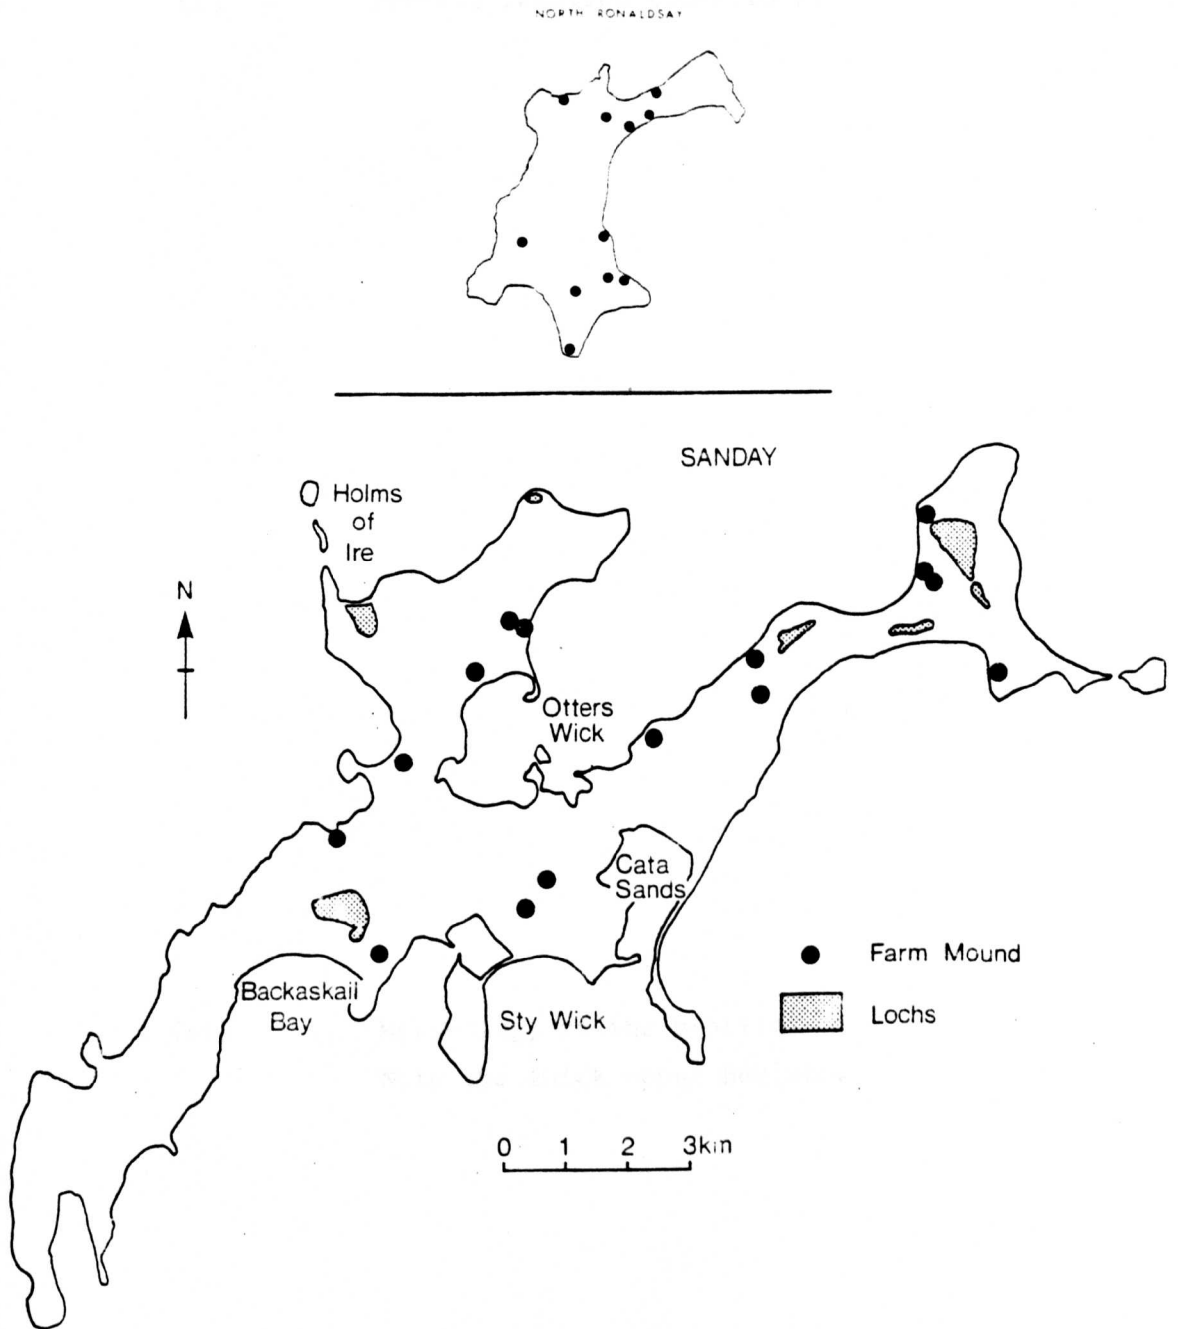 NORTH RONALDSAY
SANDAY
Holms
of
Ire
N
Otters
Wick
Cata
Sands
Farm Mound
Backaskaill
Bay
Sty Wick
Lochs
0 1 2 3km